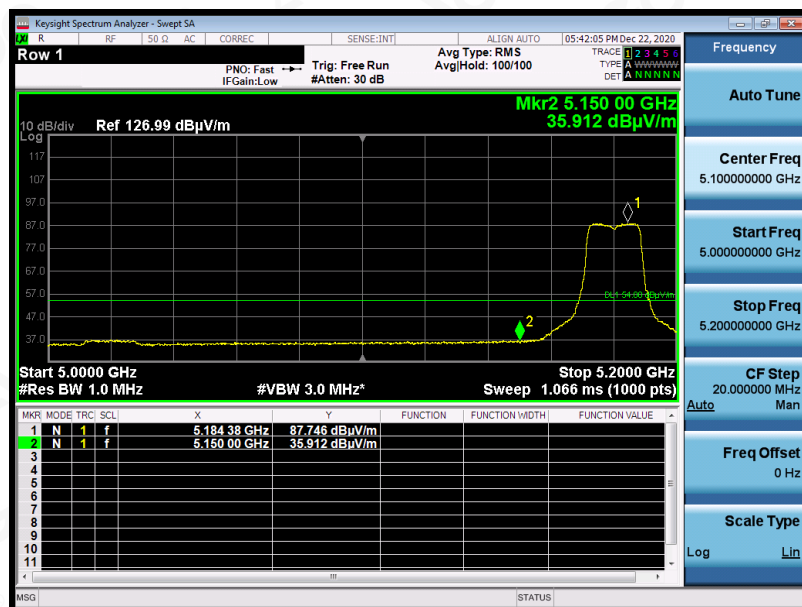 Keysight Spectrum Analyzer - Swept SA
LXI R RF 50 Ω AC CORREC SENSE:INT ALIGN AUTO 05:42:05 PM Dec 22, 2020
Row 1
PNO: Fast
IFGain:Low
Trig: Free Run
#Atten: 30 dB
Avg Type: RMS
Avg|Hold: 100/100
TRACE 1 2 3 4 5 6
TYPE A WWWWW
DET A N N N N N
Mkr2 5.150 00 GHz
35.912 dBµV/m
10 dB/div Ref 126.99 dBµV/m
Log
117
107
97.0
87.0
77.0
67.0
57.0
47.0
37.0
1
DL1 54.00 dBµV/m
2
Start 5.0000 GHz Stop 5.2000 GHz
#Res BW 1.0 MHz #VBW 3.0 MHz* Sweep 1.066 ms (1000 pts)
MKR MODE TRC SCL X Y FUNCTION FUNCTION WIDTH FUNCTION VALUE
1 N 1 f 5.184 38 GHz 87.746 dBµV/m
2 N 1 f 5.150 00 GHz 35.912 dBµV/m
3
4
5
6
7
8
9
10
11
MSG STATUS
Frequency
Auto Tune
Center Freq
5.100000000 GHz
Start Freq
5.000000000 GHz
Stop Freq
5.200000000 GHz
CF Step
20.000000 MHz
Auto Man
Freq Offset
0 Hz
Scale Type
Log Lin